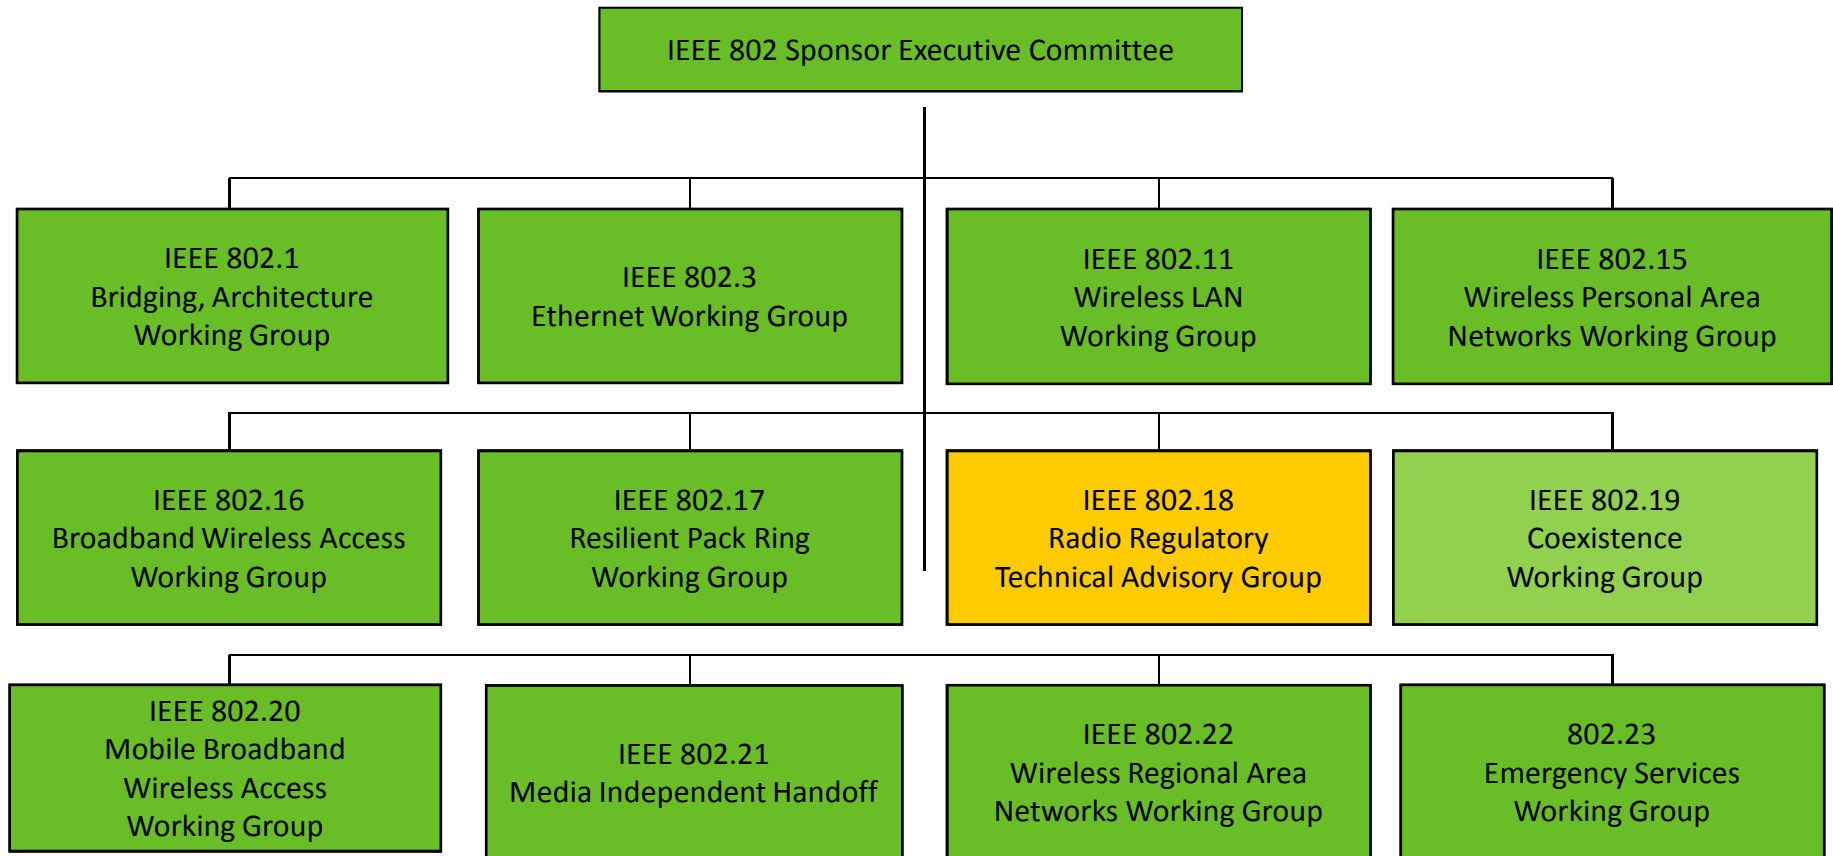 IEEE 802 Sponsor Executive Committee
IEEE 802.1
Bridging, Architecture
Working Group
IEEE 802.3
Ethernet Working Group
IEEE 802.11
Wireless LAN
Working Group
IEEE 802.15
Wireless Personal Area
Networks Working Group
IEEE 802.16
Broadband Wireless Access
Working Group
IEEE 802.17
Resilient Pack Ring
Working Group
IEEE 802.18
Radio Regulatory
Technical Advisory Group
IEEE 802.19
Coexistence
Working Group
IEEE 802.20
Mobile Broadband
Wireless Access
Working Group
IEEE 802.21
Media Independent Handoff
IEEE 802.22
Wireless Regional Area
Networks Working Group
802.23
Emergency Services
Working Group